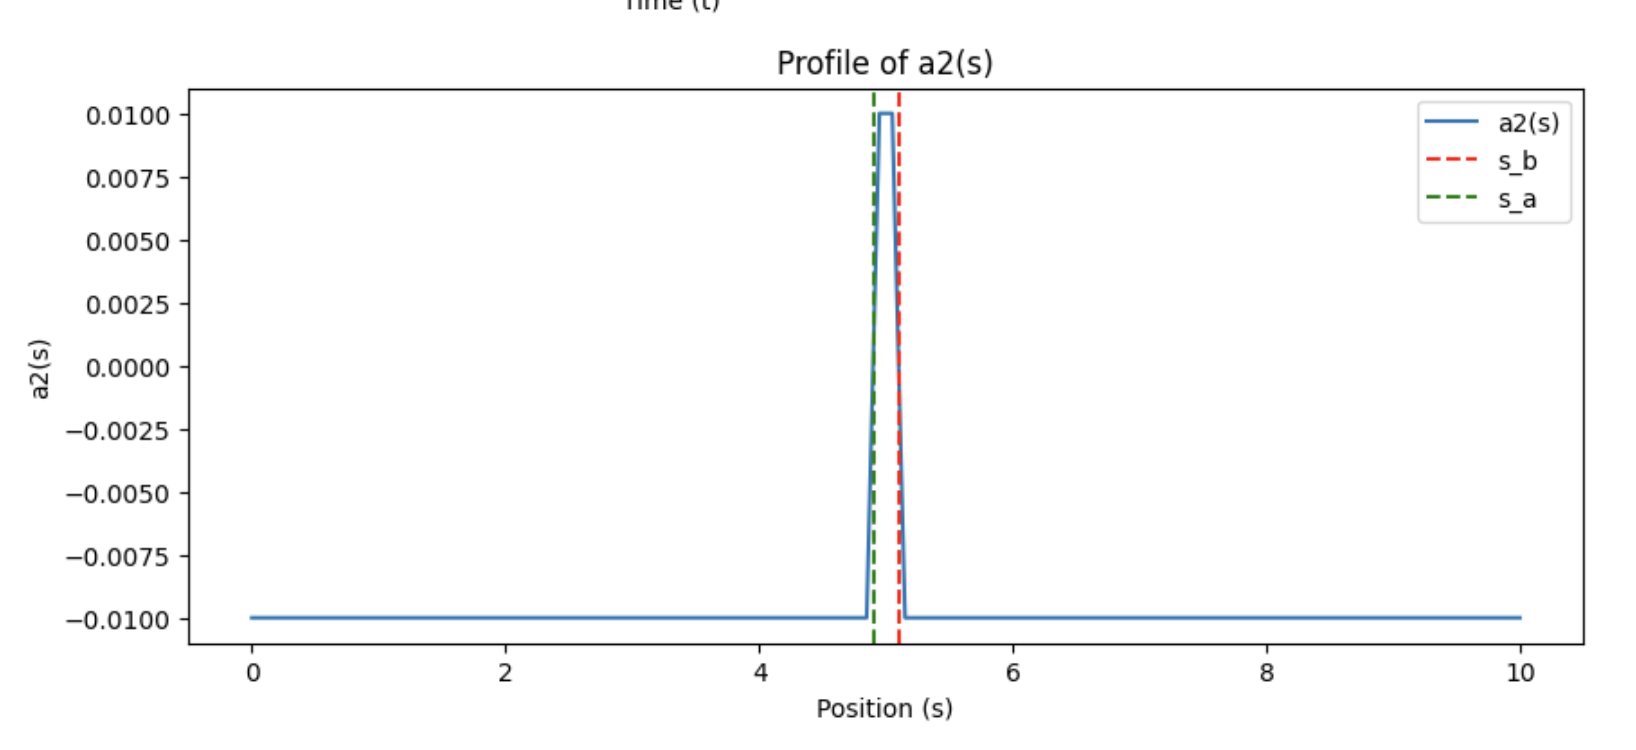 Time (t)
Profile of a2(s)
0.0100
0.0075
0.0050
0.0025
0.0000
−0.0025
−0.0050
−0.0075
−0.0100
a2(s)
a2(s)
s_b
s_a
0 2 4 6 8 10
Position (s)